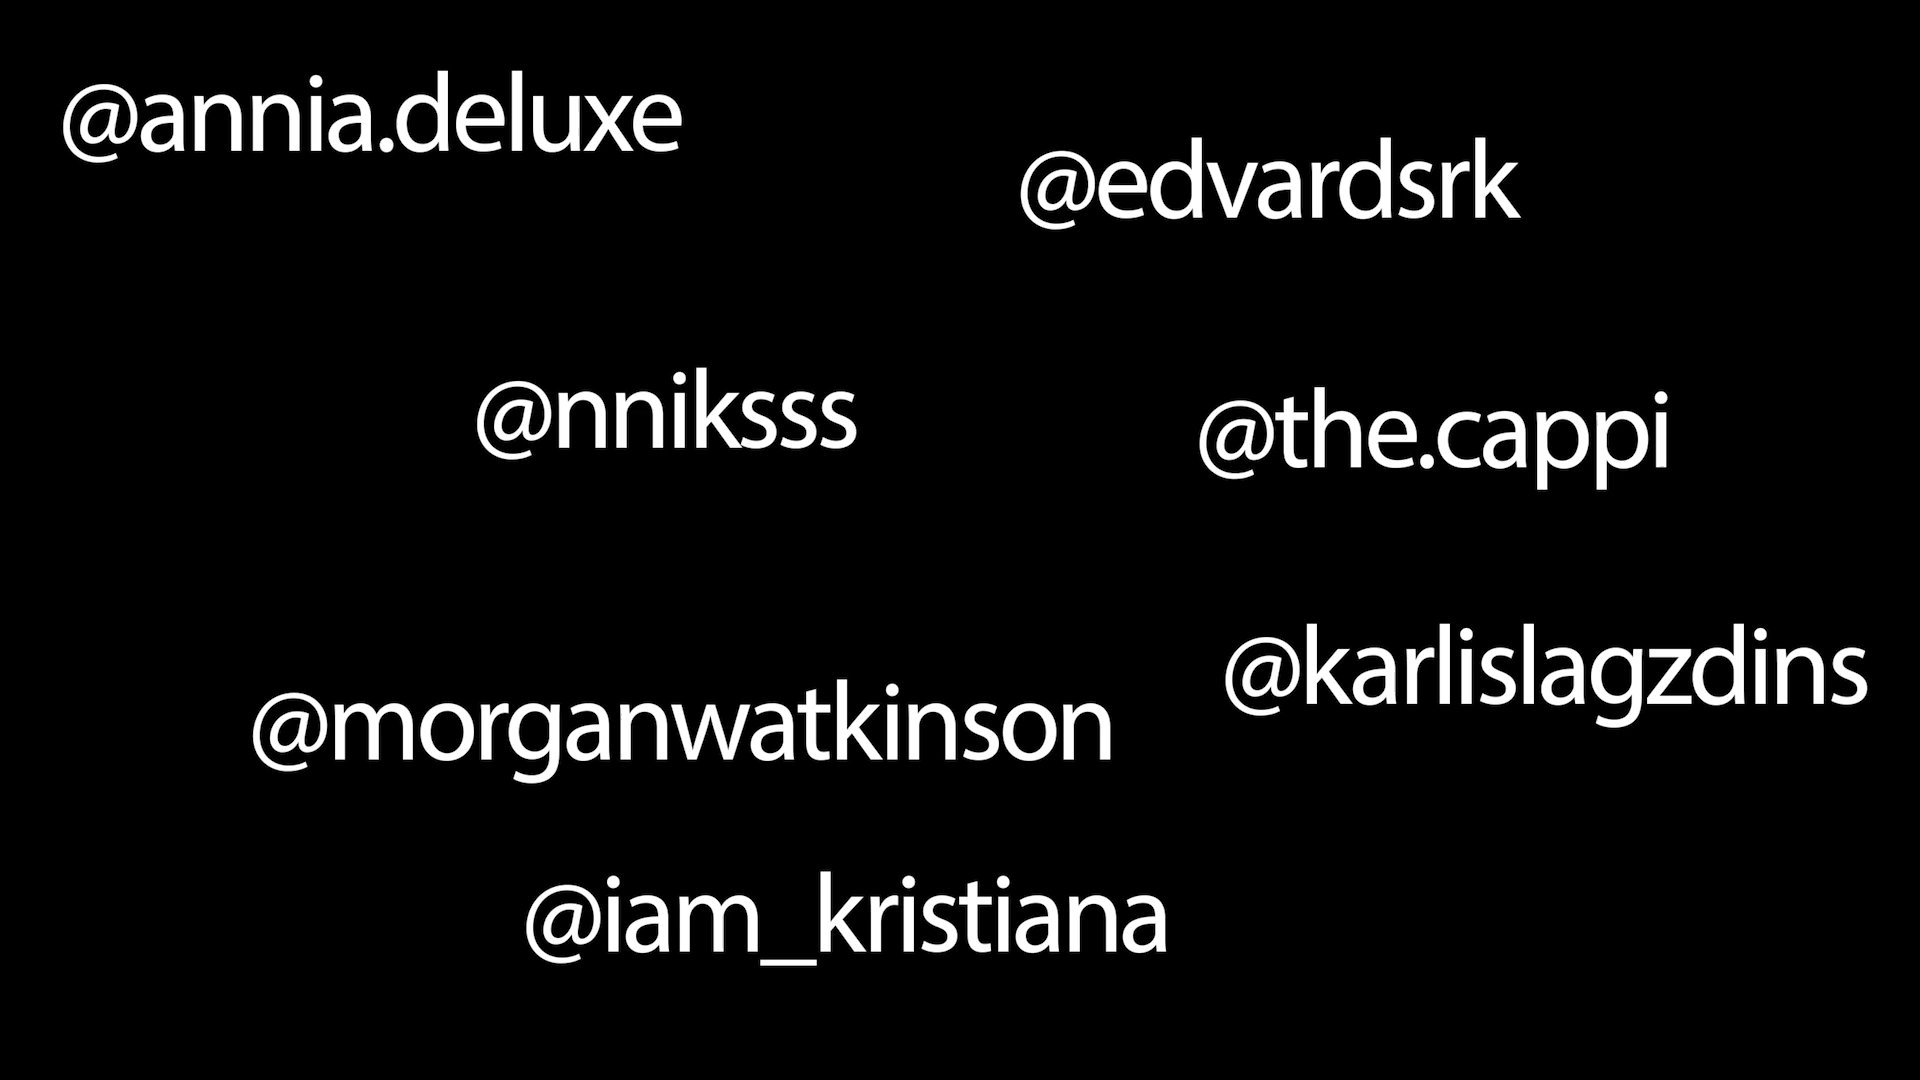 @annia.deluxe
@edvardsrk
@nniksss
@the.cappi
@karlislagzdins
@morganwatkinson
@iam_kristiana